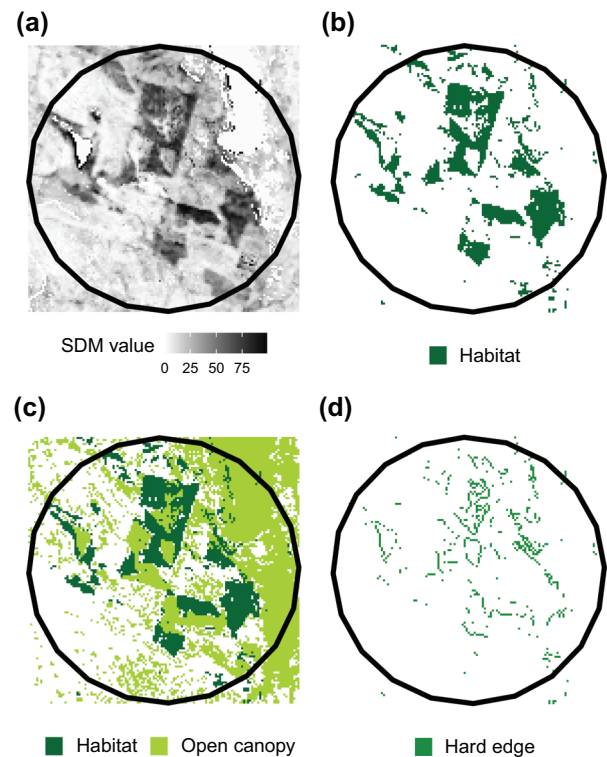 (a) (b)
SDM value
0 25 50 75
Habitat
(c) (d)
Habitat Open canopy
Hard edge